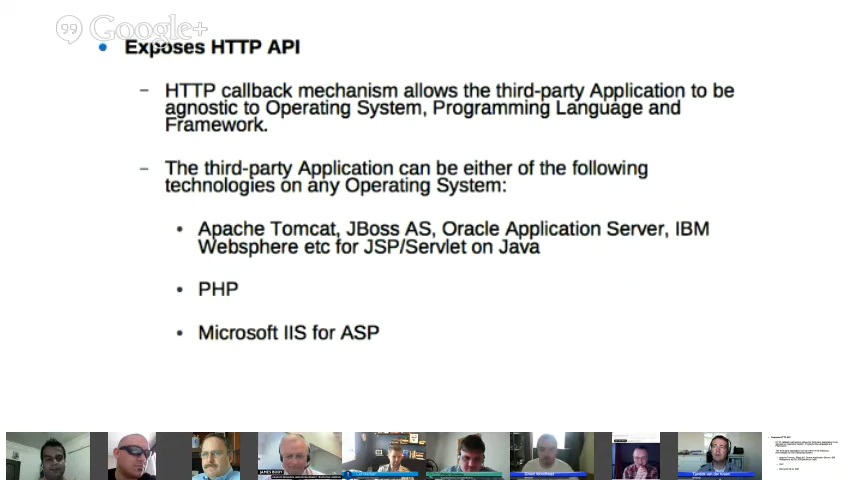 Google+
Exposes HTTP API
HTTP callback mechanism allows the third-party Application to be
agnostic to Operating System, Programming Language and
Framework.
The third-party Application can be either of the following
technologies on any Operating System:
Apache Tomcat, JBoss AS, Oracle Application Server, IBM
Websphere etc for JSP/Servlet on Java
PHP
Microsoft IIS for ASP
JAMES BODY